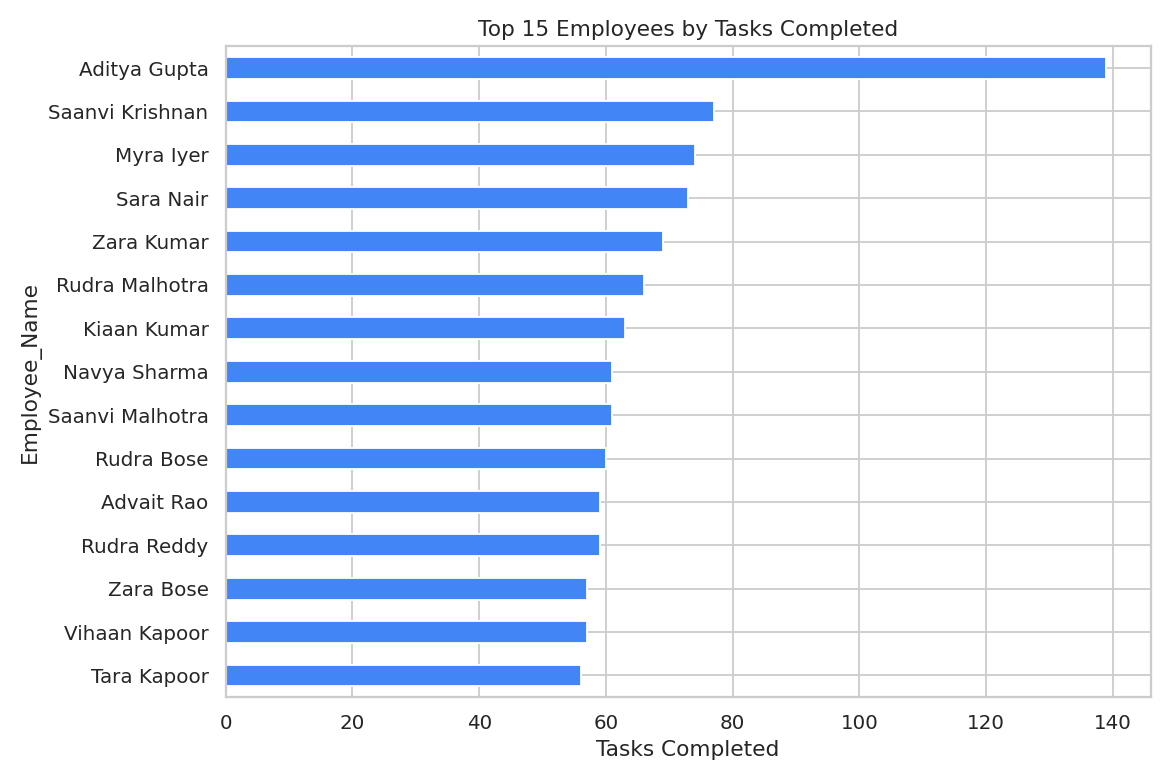 Top 15 Employees by Tasks Completed
Aditya Gupta
Saanvi Krishnan
Myra Iyer
Sara Nair
Zara Kumar
Rudra Malhotra
Kiaan Kumar
Navya Sharma
Saanvi Malhotra
Rudra Bose
Advait Rao
Rudra Reddy
Zara Bose
Vihaan Kapoor
Tara Kapoor
Employee_Name
0 20 40 60 80 100 120 140
Tasks Completed